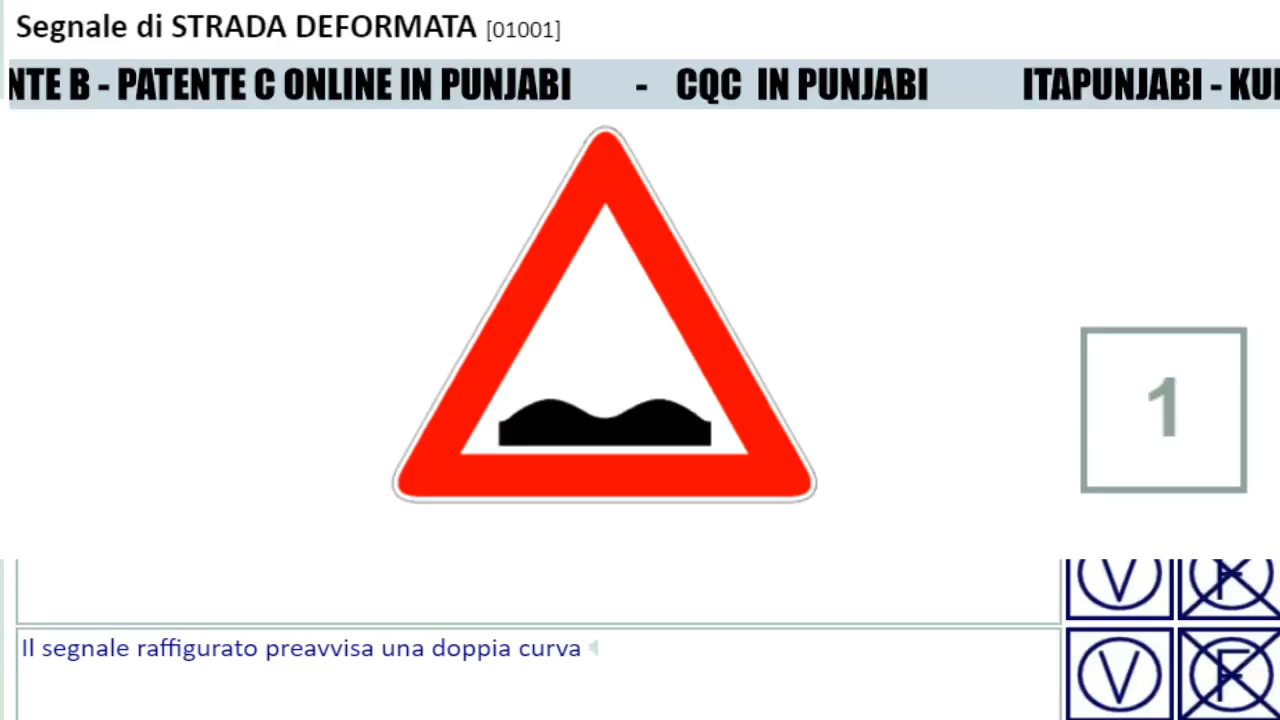 Segnale di STRADA DEFORMATA [01001]
NTE B - PATENTE C ONLINE IN PUNJABI - CQC IN PUNJABI ITAPUNJABI - KU
1
V F
Il segnale raffigurato preavvisa una doppia curva
V F